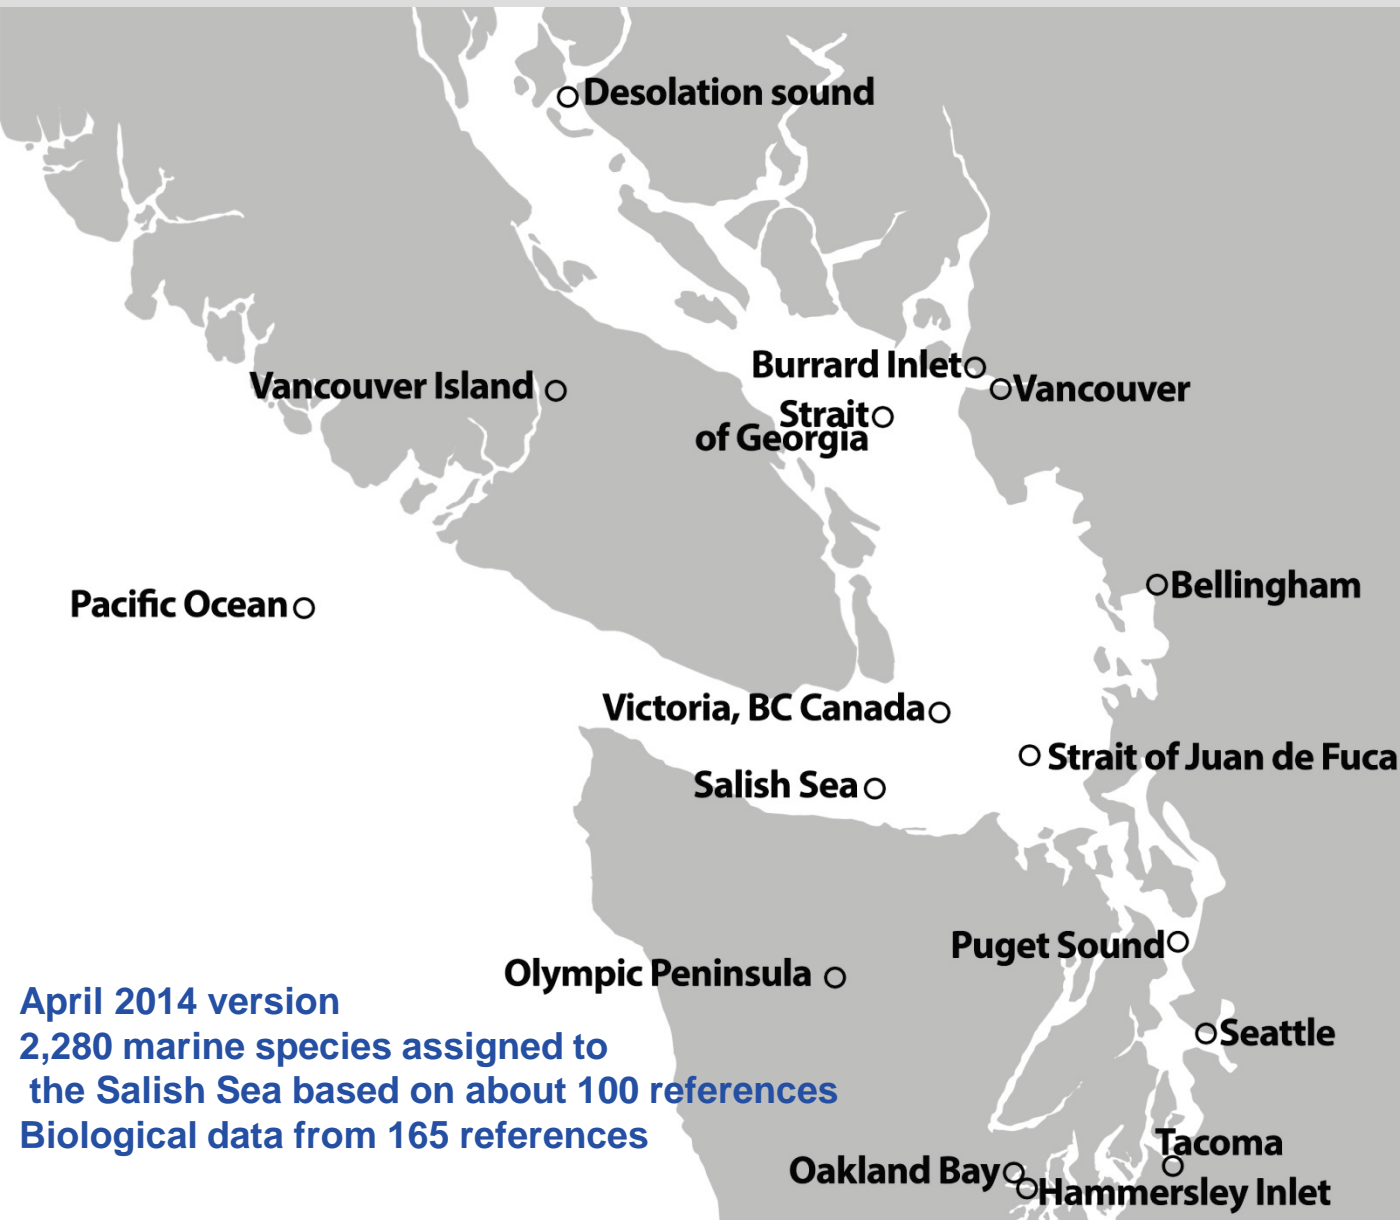 Desolation sound
Burrard Inlet
Vancouver Island
Vancouver
Strait
of Georgia
Bellingham
Pacific Ocean
Victoria, BC Canada
Strait of Juan de Fuca
Salish Sea
Puget Sound
Olympic Peninsula
April 2014 version
2,280 marine species assigned to
the Salish Sea based on about 100 references
Biological data from 165 references
Seattle
Tacoma
Oakland Bay
Hammersley Inlet